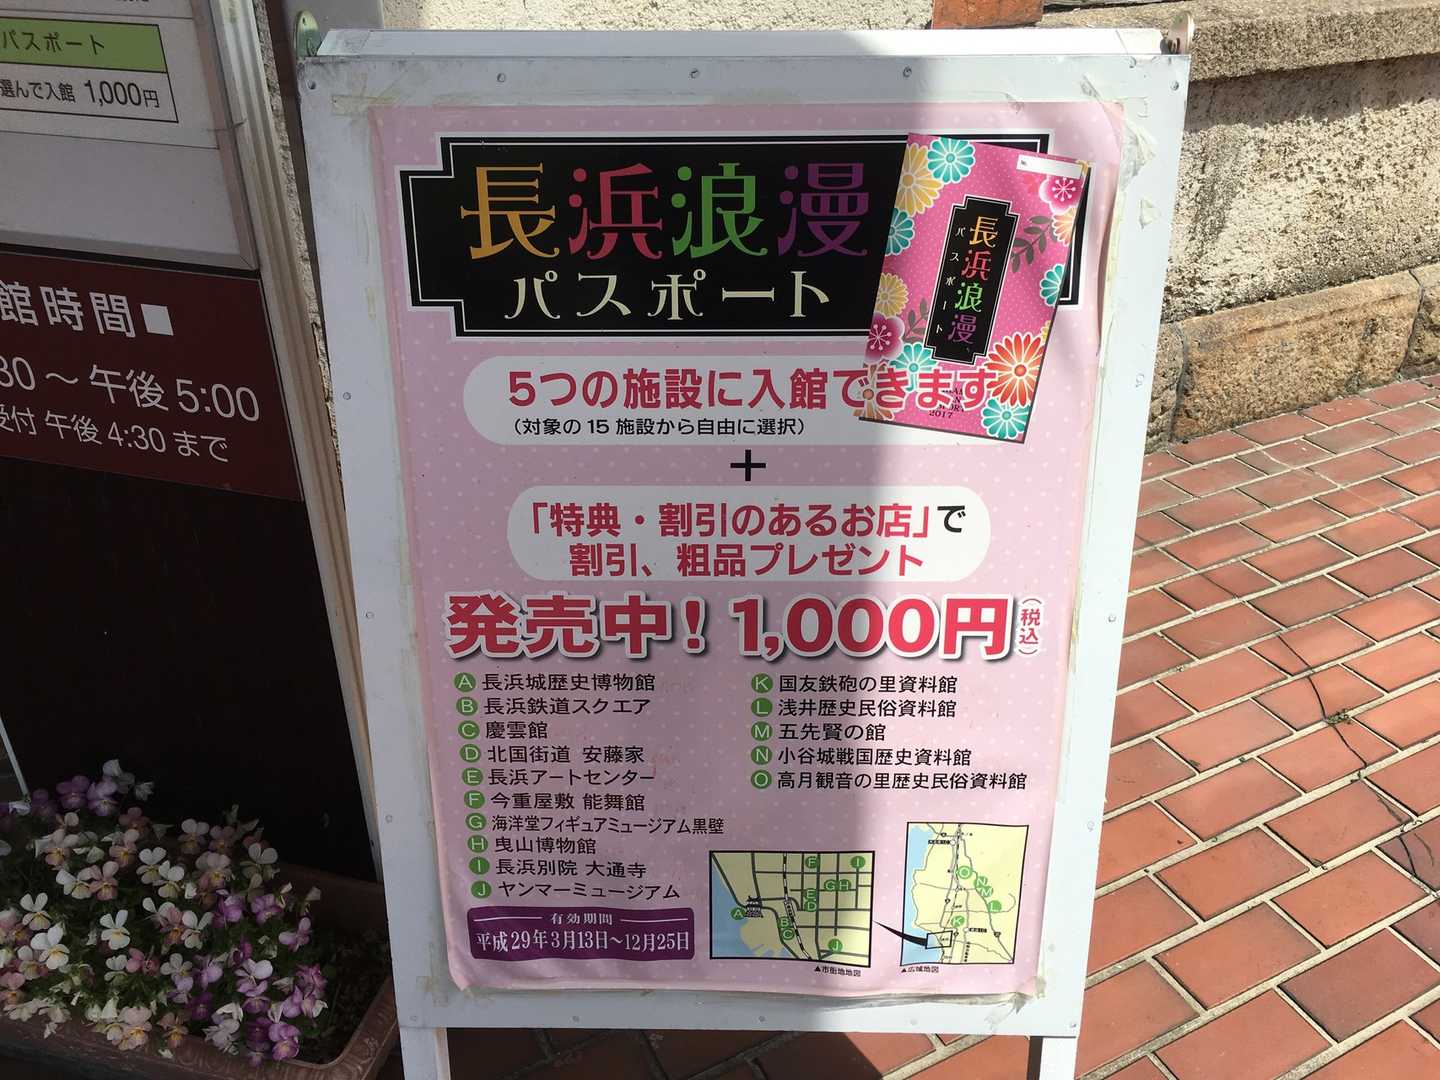 パスポート
選んで入館 1,000円
館時間■
30～午後5:00
受付 午後4:30まで
長浜浪漫
パスポート
長浜浪漫
パスポート
2017
5つの施設に入館できます
(対象の15施設から自由に選択)
+
「特典・割引のあるお店」で
割引、粗品プレゼント
発売中! 1,000円(税込)
A 長浜城歴史博物館
B 長浜鉄道スクエア
C 慶雲館
D 北国街道 安藤家
E 長浜アートセンター
F 今重屋敷 能舞館
G 海洋堂フィギュアミュージアム黒壁
H 曳山博物館
I 長浜別院 大通寺
J ヤンマーミュージアム
K 国友鉄砲の里資料館
L 浅井歴史民俗資料館
M 五先賢の館
N 小谷城戦国歴史資料館
O 高月観音の里歴史民俗資料館
有効期間
平成29年3月13日～12月25日
A
B
C
E
D
F
G
H
I
J
▲市街地地図
O
N
M
L
K
▲広域地図